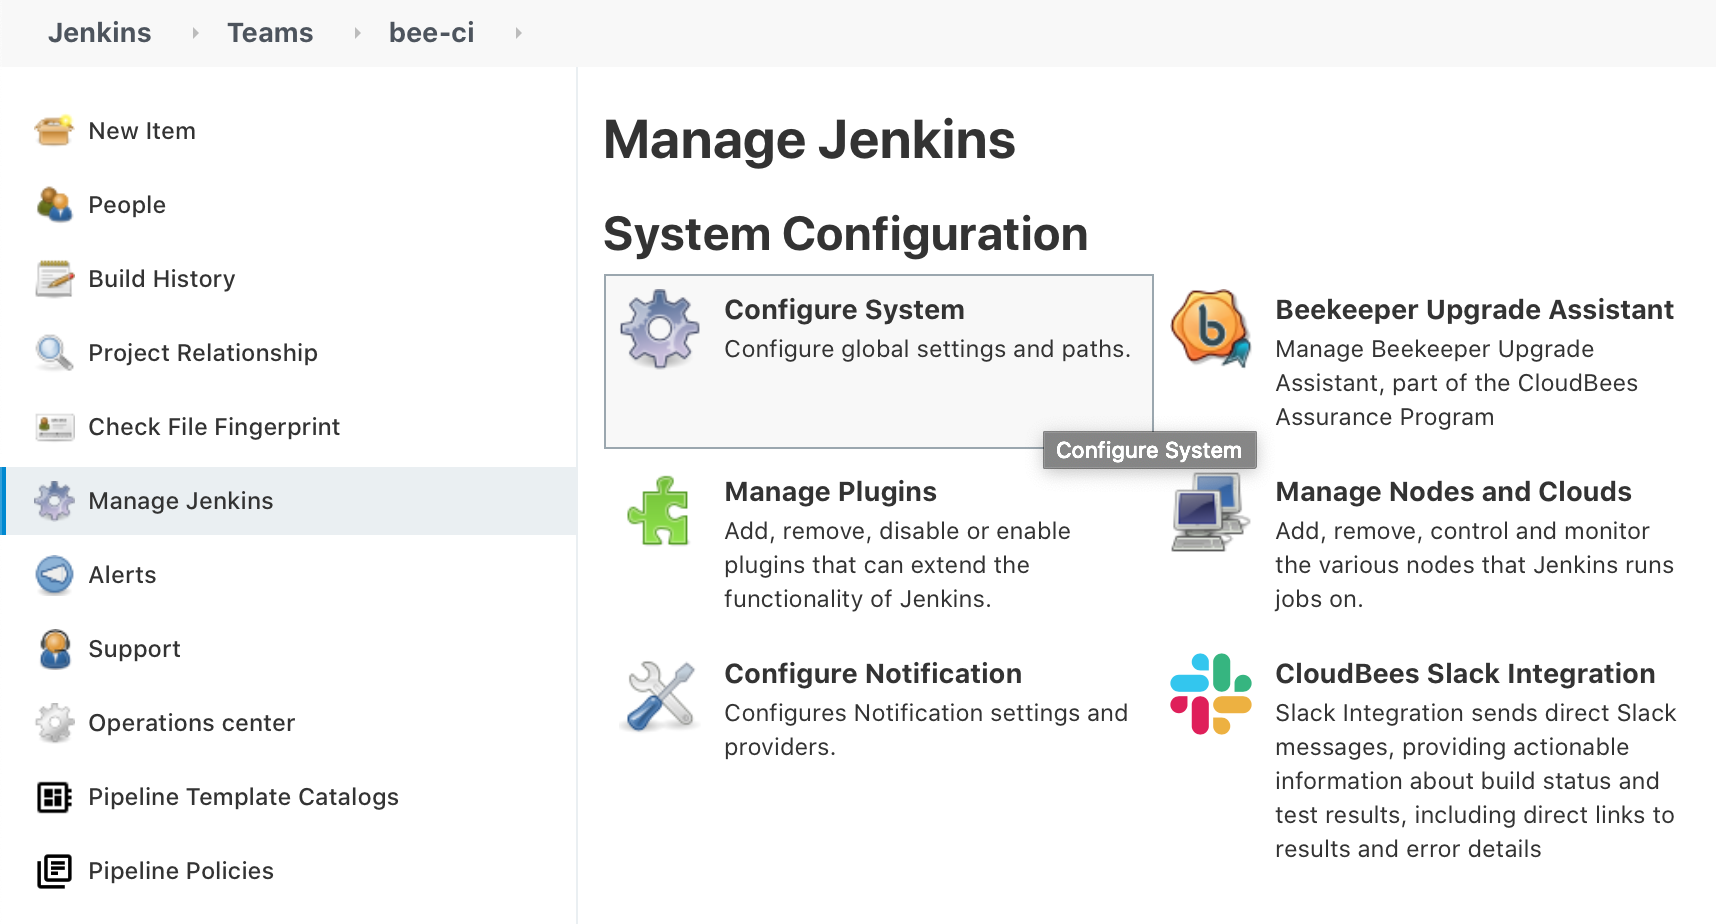 Jenkins Teams bee-ci
New Item
People
Build History
Project Relationship
Check File Fingerprint
Manage Jenkins
Alerts
Support
Operations center
Pipeline Template Catalogs
Pipeline Policies
Manage Jenkins
System Configuration
Configure System
Configure global settings and paths.
Configure System
Beekeeper Upgrade Assistant
Manage Beekeeper Upgrade
Assistant, part of the CloudBees
Assurance Program
Manage Plugins
Add, remove, disable or enable
plugins that can extend the
functionality of Jenkins.
Manage Nodes and Clouds
Add, remove, control and monitor
the various nodes that Jenkins runs
jobs on.
Configure Notification
Configures Notification settings and
providers.
CloudBees Slack Integration
Slack Integration sends direct Slack
messages, providing actionable
information about build status and
test results, including direct links to
results and error details